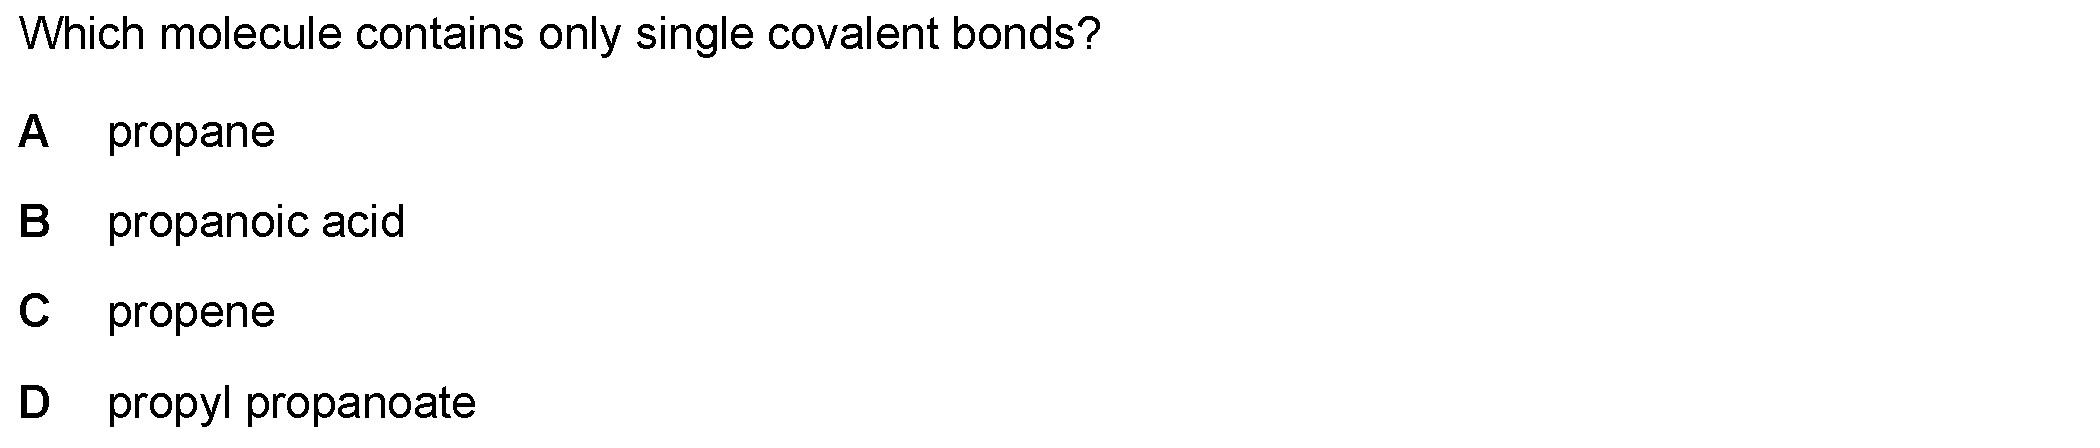 Which molecule contains only single covalent bonds?
A propane
B propanoic acid
C propene
D propyl propanoate